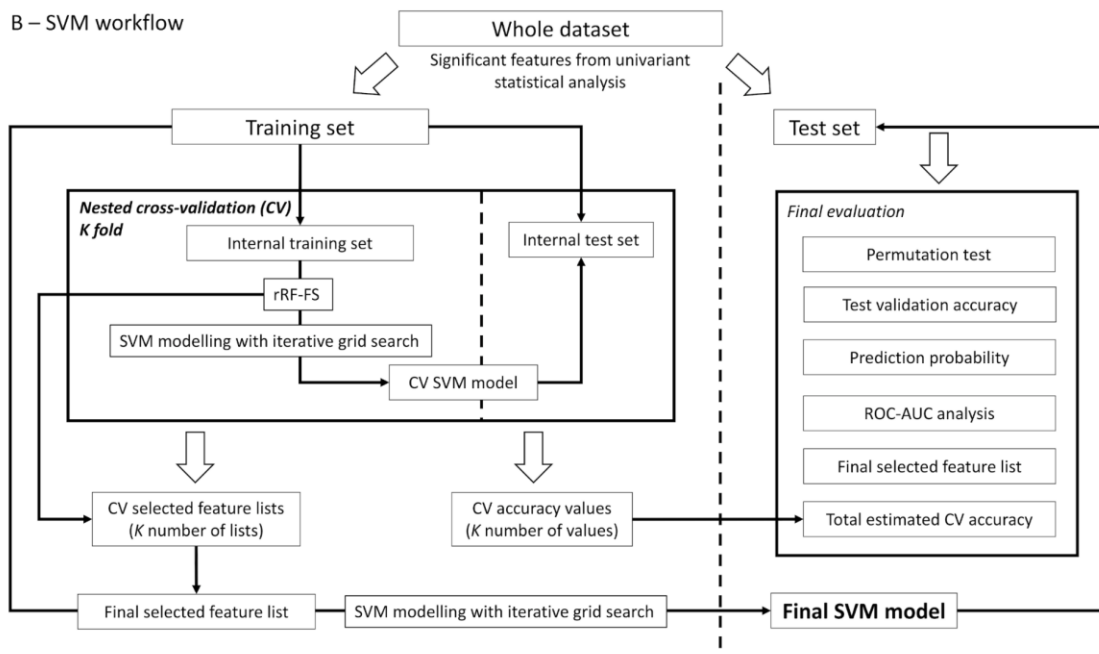 B – SVM workflow
Whole dataset
Significant features from univariant
statistical analysis
Training set
Test set
Nested cross-validation (CV)
K fold
Internal training set
Internal test set
rRF-FS
SVM modelling with iterative grid search
CV SVM model
Final evaluation
Permutation test
Test validation accuracy
Prediction probability
ROC-AUC analysis
Final selected feature list
Total estimated CV accuracy
CV selected feature lists
(K number of lists)
CV accuracy values
(K number of values)
Final selected feature list
SVM modelling with iterative grid search
Final SVM model